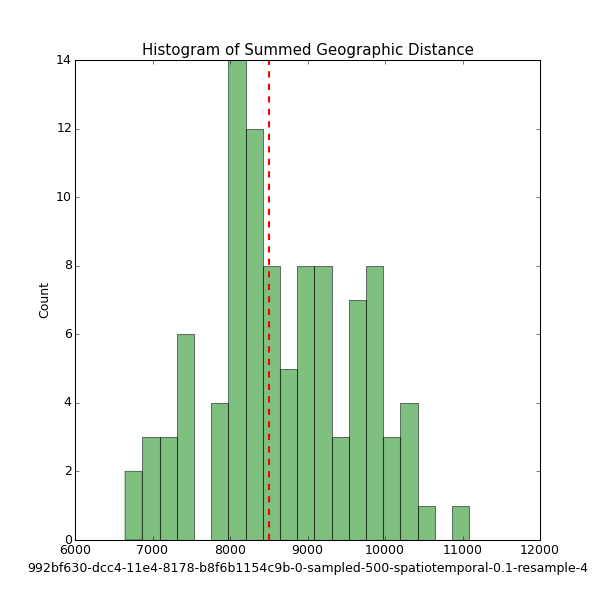 Histogram of Summed Geographic Distance
14
12
10
8
6
4
2
0
Count
6000 7000 8000 9000 10000 11000 12000
992bf630-dcc4-11e4-8178-b8f6b1154c9b-0-sampled-500-spatiotemporal-0.1-resample-4